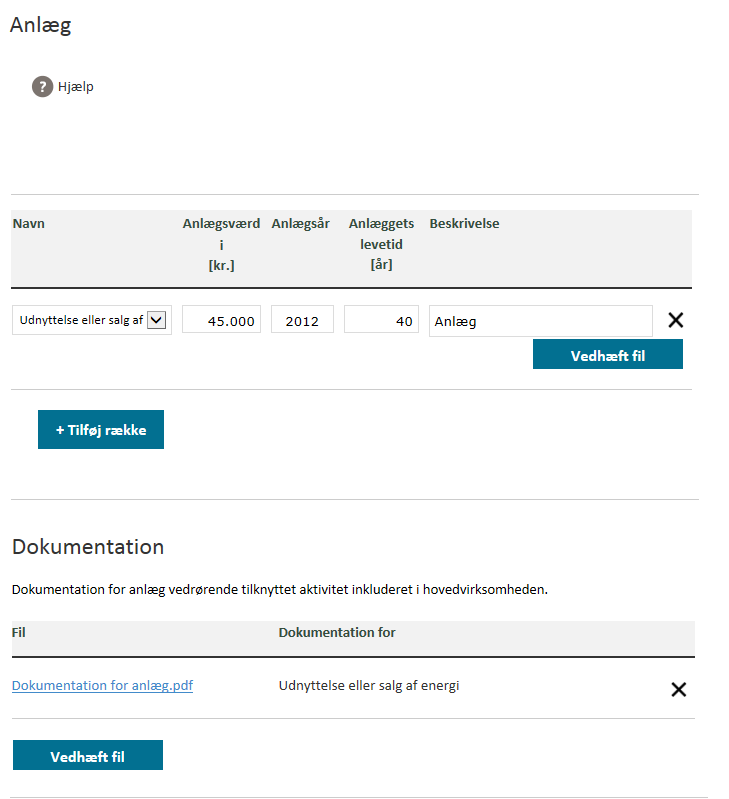 Anlæg
? Hjælp
Navn Anlægsværd Anlægsår Anlæggets Beskrivelse
i levetid
[kr.] [år]
Udnyttelse eller salg af 45.000 2012 40 Anlæg
Vedhæft fil
+ Tilføj række
Dokumentation
Dokumentation for anlæg vedrørende tilknyttet aktivitet inkluderet i hovedvirksomheden.
Fil Dokumentation for
Dokumentation for anlæg.pdf Udnyttelse eller salg af energi
Vedhæft fil